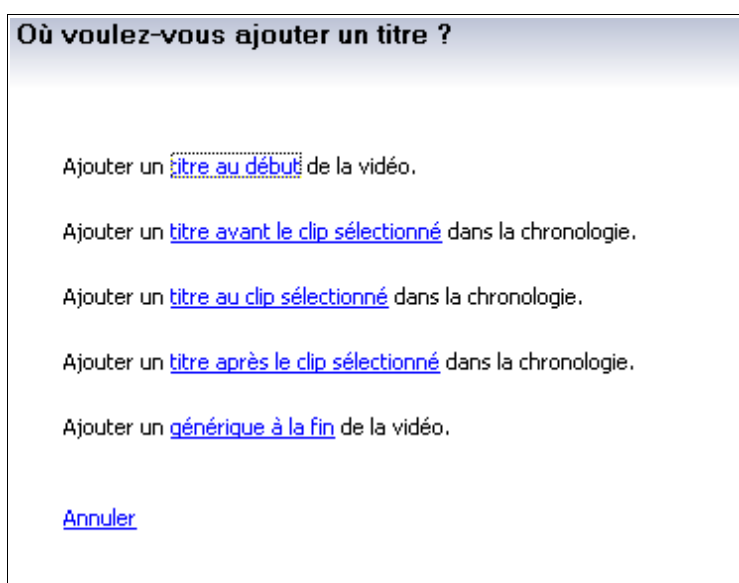 Où voulez-vous ajouter un titre ?
Ajouter un titre au début de la vidéo.
Ajouter un titre avant le clip sélectionné dans la chronologie.
Ajouter un titre au clip sélectionné dans la chronologie.
Ajouter un titre après le clip sélectionné dans la chronologie.
Ajouter un générique à la fin de la vidéo.
Annuler